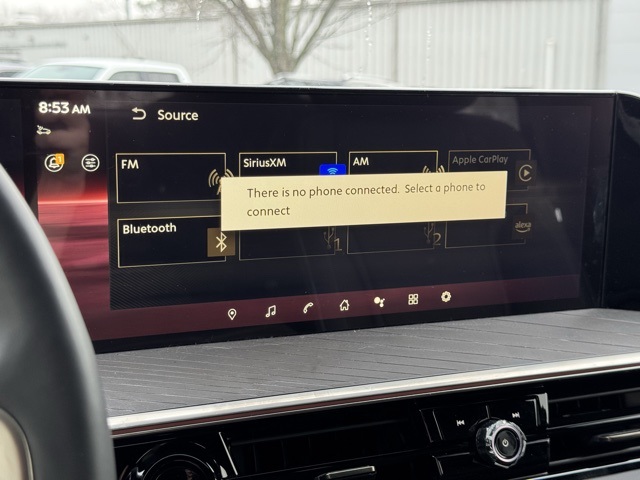 8:53 AM
Source
1
FM
SiriusXM
AM
Apple CarPlay
There is no phone connected. Select a phone to
connect
Bluetooth
1
2
alexa